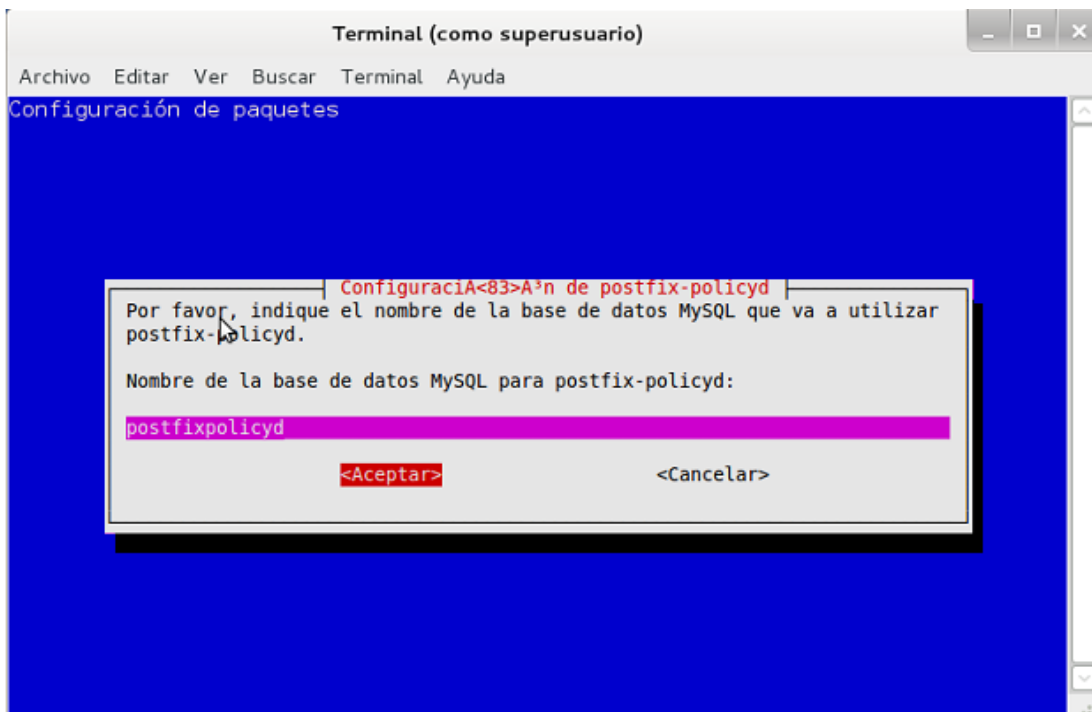 Terminal (como superusuario)
Archivo Editar Ver Buscar Terminal Ayuda
Configuración de paquetes
ConfiguraciÃ<83>Â³n de postfix-policyd
Por favor, indique el nombre de la base de datos MySQL que va a utilizar
postfix-policyd.
Nombre de la base de datos MySQL para postfix-policyd:
postfixpolicyd
<Aceptar> <Cancelar>